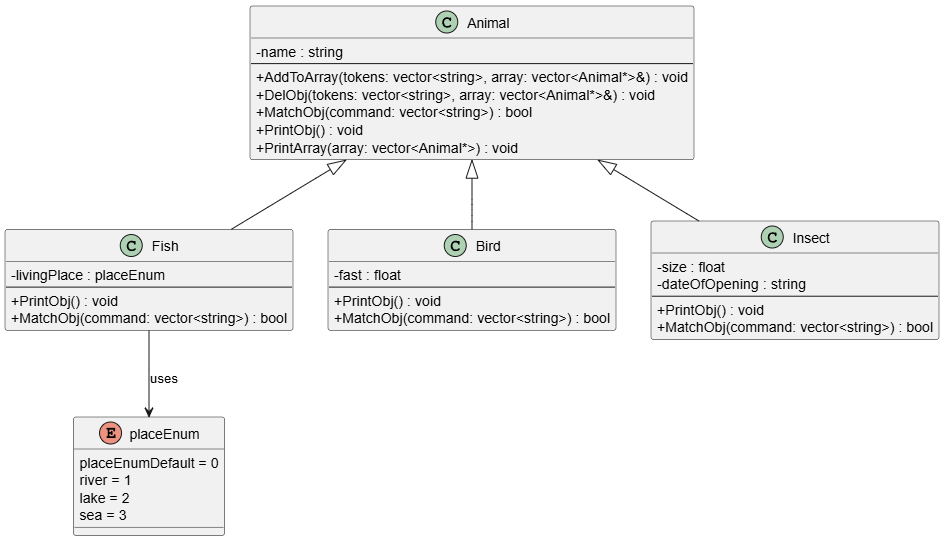 C Animal
-name : string
+AddToArray(tokens: vector<string>, array: vector<Animal*>&) : void
+DelObj(tokens: vector<string>, array: vector<Animal*>&) : void
+MatchObj(command: vector<string>) : bool
+PrintObj() : void
+PrintArray(array: vector<Animal*>) : void
C Fish
-livingPlace : placeEnum
+PrintObj() : void
+MatchObj(command: vector<string>) : bool
C Bird
-fast : float
+PrintObj() : void
+MatchObj(command: vector<string>) : bool
C Insect
-size : float
-dateOfOpening : string
+PrintObj() : void
+MatchObj(command: vector<string>) : bool
uses
E placeEnum
placeEnumDefault = 0
river = 1
lake = 2
sea = 3